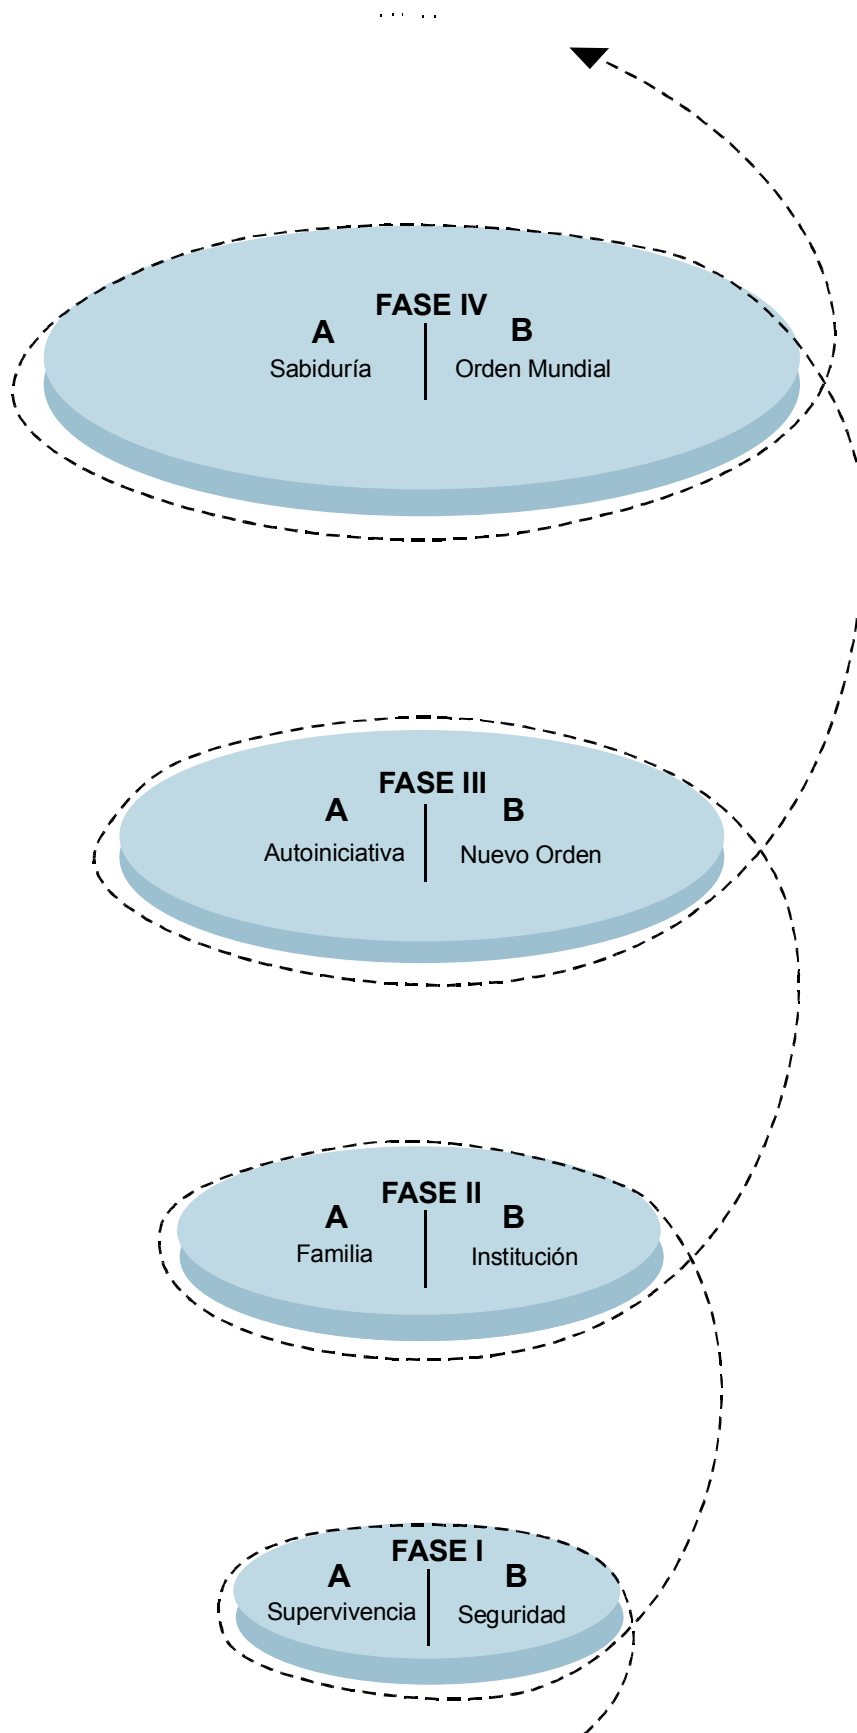 FASE IV
A B
Sabiduría Orden Mundial
FASE III
A B
Autoiniciativa Nuevo Orden
FASE II
A B
Familia Institución
FASE I
A B
Supervivencia Seguridad